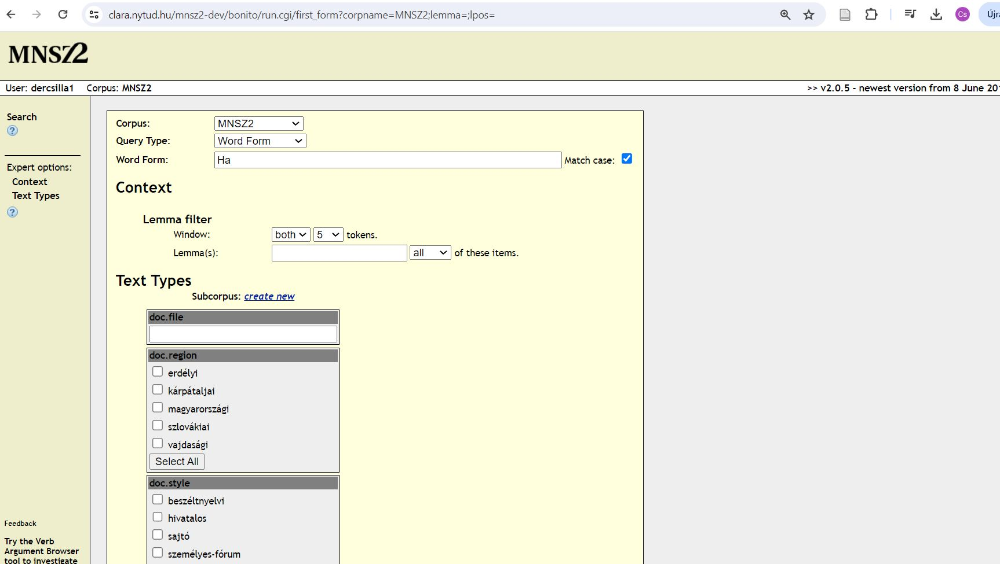 clara.nytud.hu/mnsz2-dev/bonito/run.cgi/first_form?corpname=MNSZ2;lemma=;lpos=
Cs
MNSZ2
User: dercsilla1 Corpus: MNSZ2
>> v2.0.5 - newest version from 8 June
Search
?
Expert options:
Context
Text Types
?
Corpus: MNSZ2
Query Type: Word Form
Word Form: Ha Match case:
Context
Lemma filter
Window: both 5 tokens.
Lemma(s): all of these items.
Text Types
Subcorpus: create new
doc.file
doc.region
erdélyi
kárpátaljai
magyarországi
szlovákiai
vajdasági
Select All
doc.style
beszéltnyelvi
hivatalos
sajtó
személyes-fórum
Feedback
Try the Verb
Argument Browser
tool to investigate